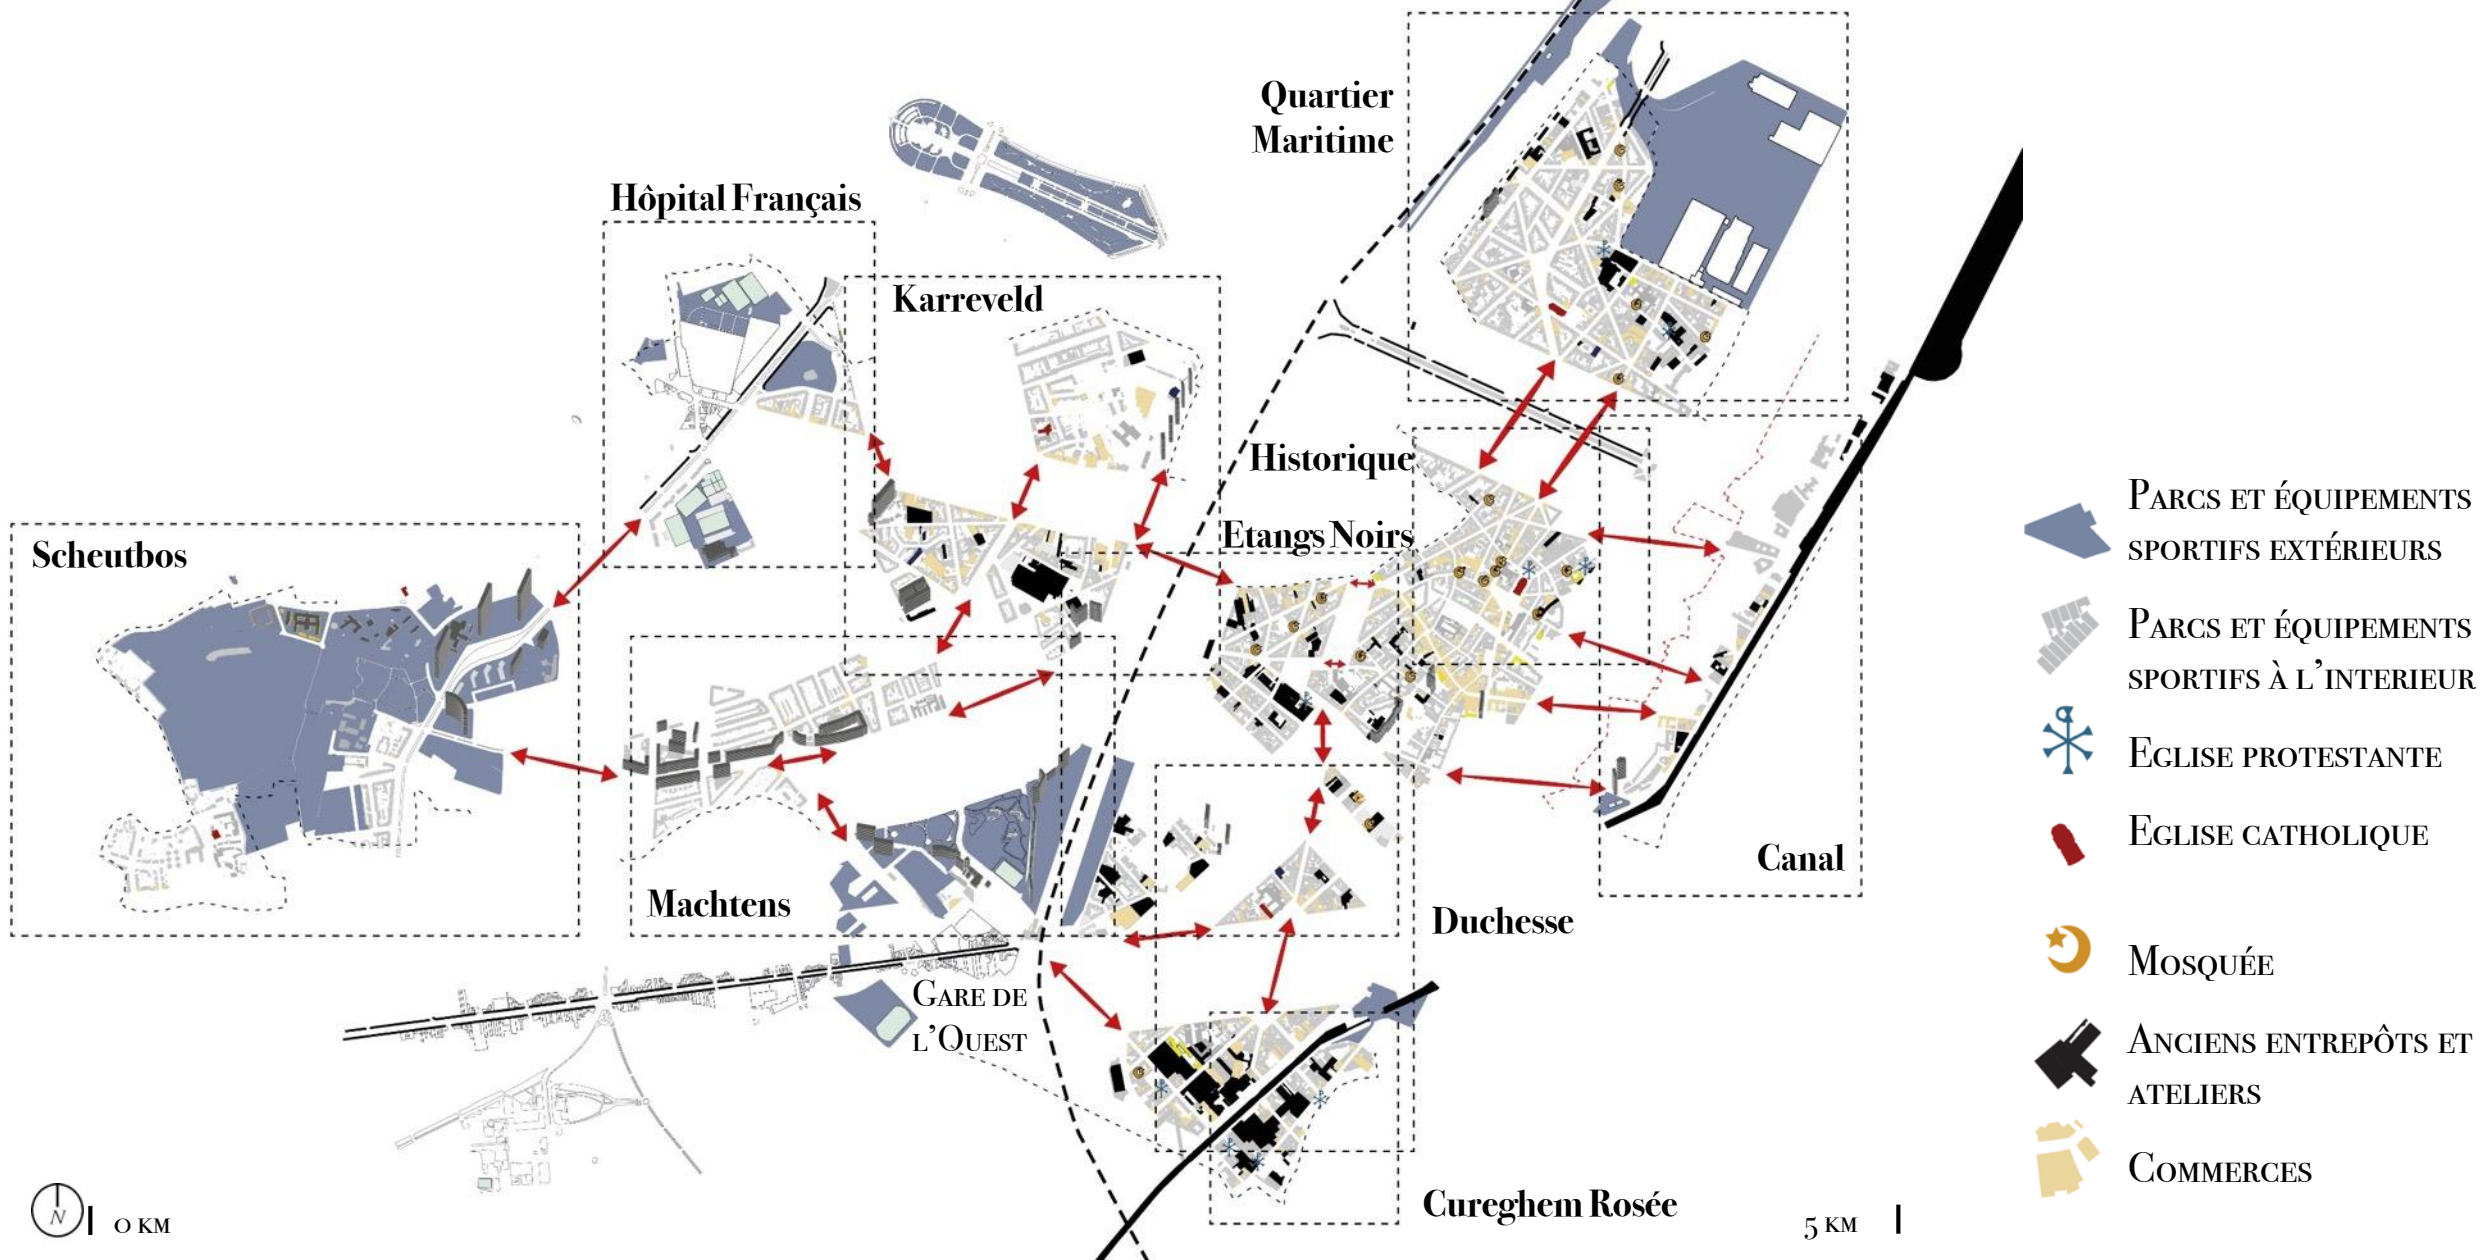 Quartier
Maritime
Hôpital Français
Karreveld
Historique
Etangs Noirs
Scheutbos
Canal
Machtens
Duchesse
Gare de
l'Ouest
Cureghem Rosée
N
0 km
5 km
Parcs et équipements
sportifs extérieurs
Parcs et équipements
sportifs à l'interieur
Eglise protestante
Eglise catholique
Mosquée
Anciens entrepôts et
ateliers
Commerces